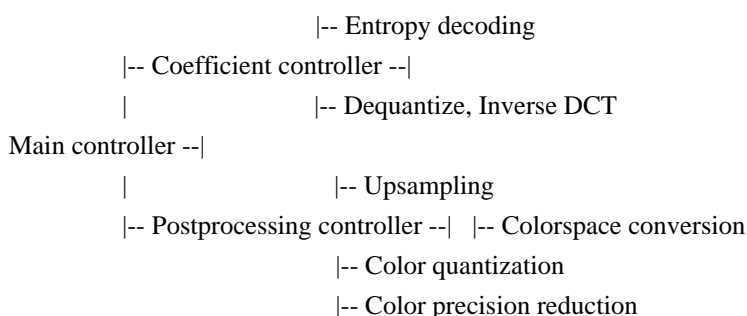 |-- Entropy decoding
|-- Coefficient controller --|
| |-- Dequantize, Inverse DCT
Main controller --|
| |-- Upsampling
|-- Postprocessing controller --| |-- Colorspace conversion
|-- Color quantization
|-- Color precision reduction